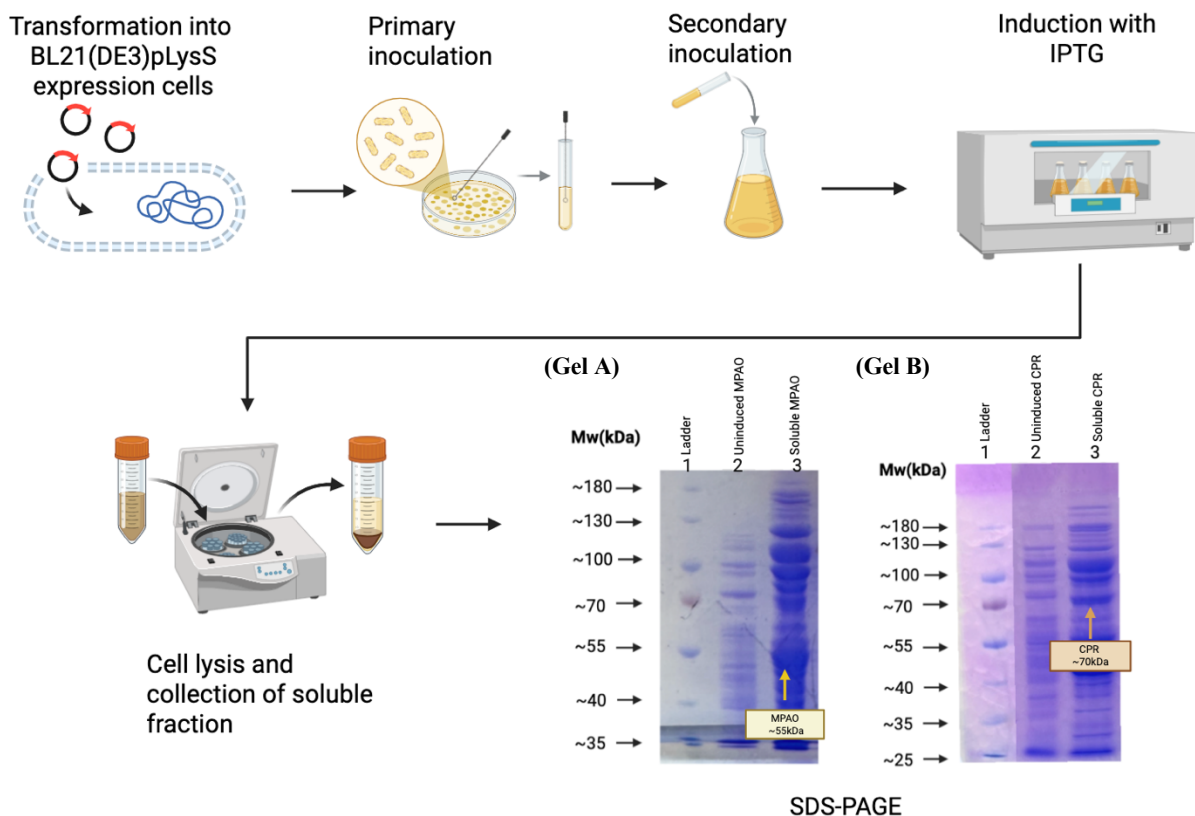 Transformation into
BL21(DE3)pLysS
expression cells
Primary
inoculation
Secondary
inoculation
Induction with
IPTG
Cell lysis and
collection of soluble
fraction
(Gel A)
Mw(kDa)
Ladder
Uninduced MPAO
Soluble MPAO
1
2
3
~180
~130
~100
~70
~55
~40
~35
MPAO
~55kDa
(Gel B)
Mw(kDa)
Ladder
Uninduced CPR
Soluble CPR
1
2
3
~180
~130
~100
~70
~55
~40
~35
~25
CPR
~70kDa
SDS-PAGE